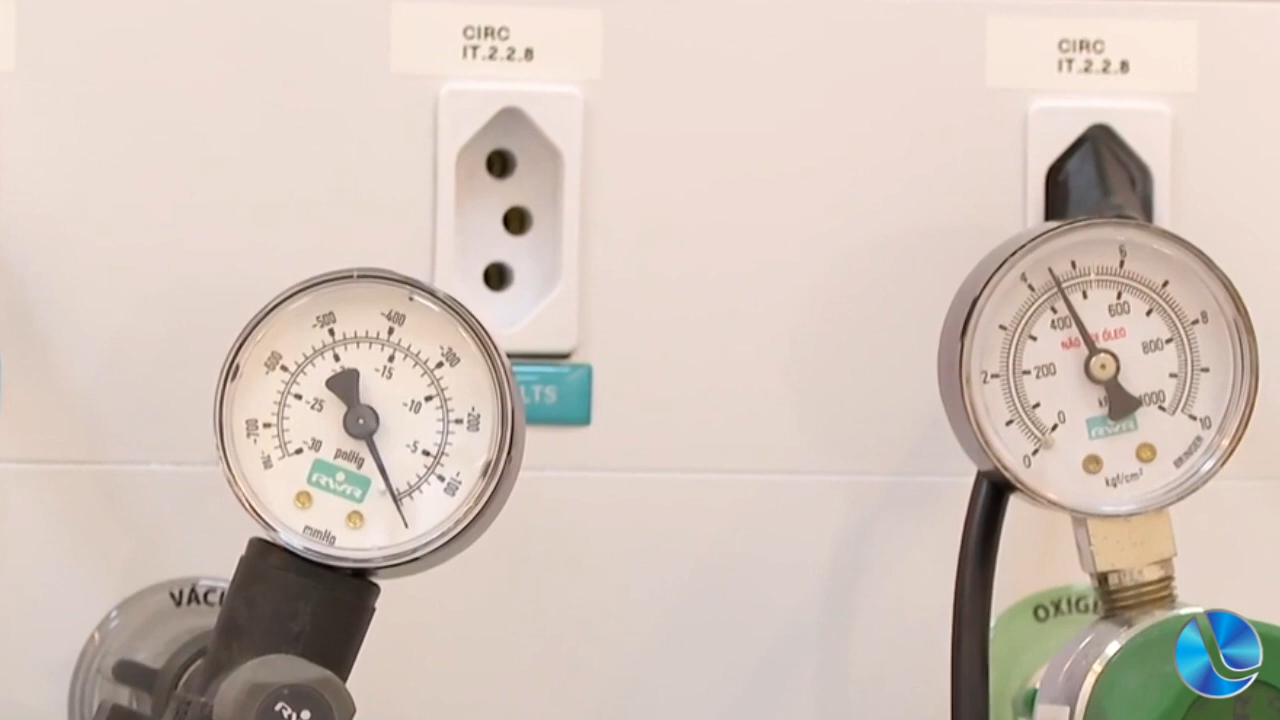 CIRC
IT.2.2.8
CIRC
IT.2.2.8
LTS
-500
-400
-600
-300
-700
-200
-100
-15
-10
-25
-5
-30
polHg
RWR
mmHg
VÁC
6
4
8
2
10
0
400
600
200
800
0
1000
NÃO USE ÓLEO
RWR
kgf/cm²
OXIG